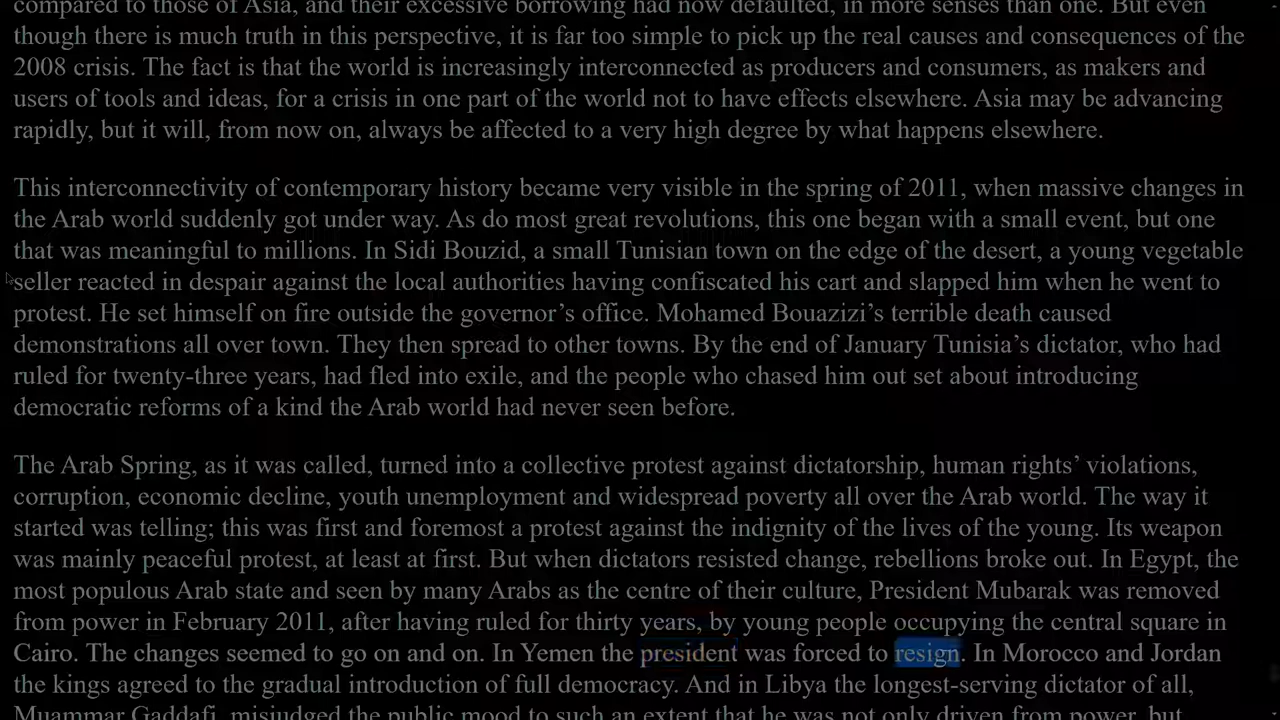 compared to those of Asia, and their excessive borrowing had now defaulted, in more senses than one. But even
though there is much truth in this perspective, it is far too simple to pick up the real causes and consequences of the
2008 crisis. The fact is that the world is increasingly interconnected as producers and consumers, as makers and
users of tools and ideas, for a crisis in one part of the world not to have effects elsewhere. Asia may be advancing
rapidly, but it will, from now on, always be affected to a very high degree by what happens elsewhere.
This interconnectivity of contemporary history became very visible in the spring of 2011, when massive changes in
the Arab world suddenly got under way. As do most great revolutions, this one began with a small event, but one
that was meaningful to millions. In Sidi Bouzid, a small Tunisian town on the edge of the desert, a young vegetable
seller reacted in despair against the local authorities having confiscated his cart and slapped him when he went to
protest. He set himself on fire outside the governor’s office. Mohamed Bouazizi’s terrible death caused
demonstrations all over town. They then spread to other towns. By the end of January Tunisia’s dictator, who had
ruled for twenty-three years, had fled into exile, and the people who chased him out set about introducing
democratic reforms of a kind the Arab world had never seen before.
The Arab Spring, as it was called, turned into a collective protest against dictatorship, human rights’ violations,
corruption, economic decline, youth unemployment and widespread poverty all over the Arab world. The way it
started was telling; this was first and foremost a protest against the indignity of the lives of the young. Its weapon
was mainly peaceful protest, at least at first. But when dictators resisted change, rebellions broke out. In Egypt, the
most populous Arab state and seen by many Arabs as the centre of their culture, President Mubarak was removed
from power in February 2011, after having ruled for thirty years, by young people occupying the central square in
Cairo. The changes seemed to go on and on. In Yemen the president was forced to resign. In Morocco and Jordan
the kings agreed to the gradual introduction of full democracy. And in Libya the longest-serving dictator of all,
Muammar Gaddafi, misjudged the public mood to such an extent that he was not only driven from power, but